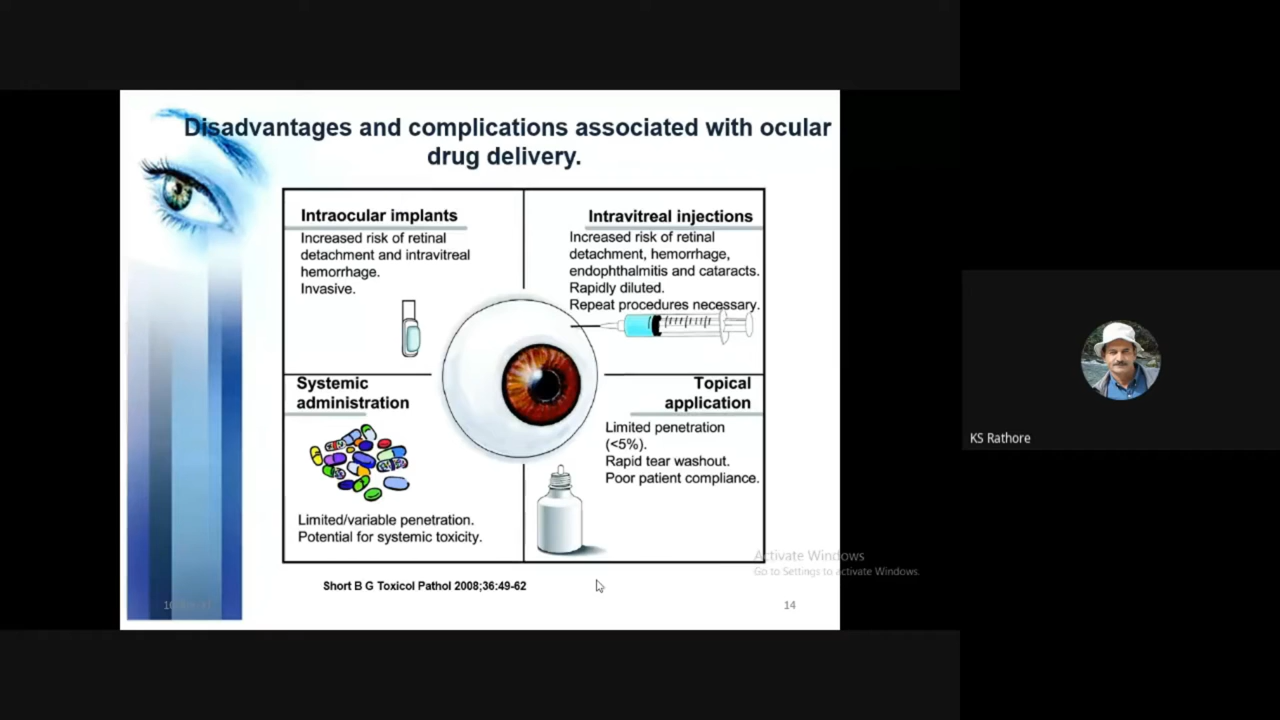 Disadvantages and complications associated with ocular
drug delivery.
Intraocular implants
Increased risk of retinal
detachment and intravitreal
hemorrhage.
Invasive.
Intravitreal injections
Increased risk of retinal
detachment, hemorrhage,
endophthalmitis and cataracts.
Rapidly diluted.
Repeat procedures necessary.
Systemic
administration
Limited/variable penetration.
Potential for systemic toxicity.
Topical
application
Limited penetration
(<5%).
Rapid tear washout.
Poor patient compliance.
Short B G Toxicol Pathol 2008;36:49-62
14
Activate Windows
Go to Settings to activate Windows.
KS Rathore